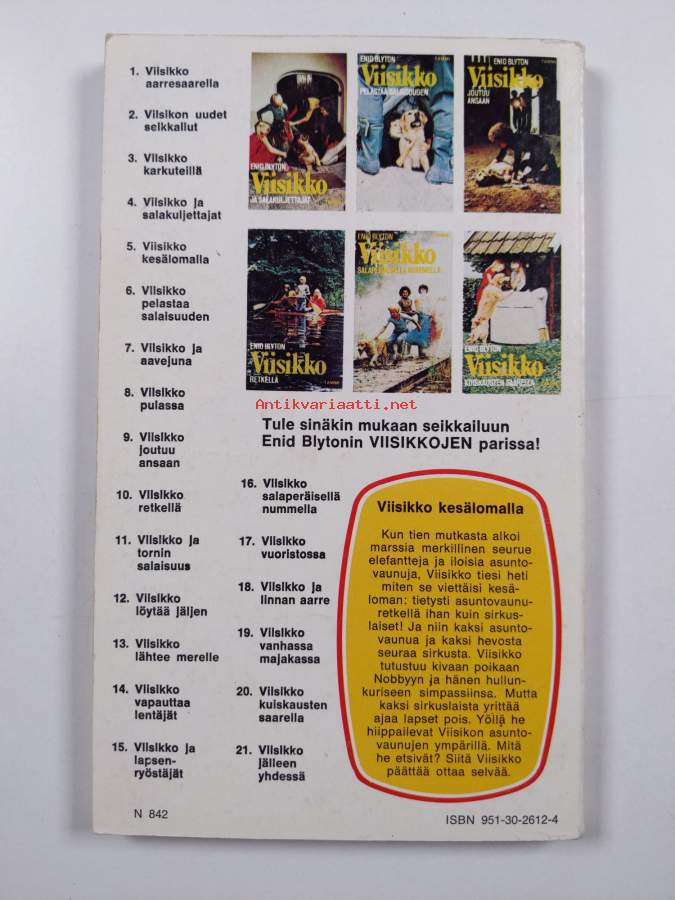 1. Viisikko
aarresaarella
2. Viisikon uudet
seikkailut
3. Viisikko
karkuteillä
4. Viisikko ja
salakuljettajat
5. Viisikko
kesälomalla
6. Viisikko
pelastaa
salaisuuden
7. Viisikko ja
aavejuna
8. Viisikko
pulassa
9. Viisikko
joutuu
ansaan
10. Viisikko
retkellä
11. Viisikko ja
tornin
salaisuus
12. Viisikko
löytää jäljen
13. Viisikko
lähtee merelle
14. Viisikko
vapauttaa
lentäjät
15. Viisikko ja
lapsen-
ryöstäjät
ENID BLYTON
Viisikko
JA SALAKULJETTAJAT
ENID BLYTON
Viisikko
PELASTAA SALAISUUDEN
ENID BLYTON
Viisikko
JOUTUU
ANSAAN
ENID BLYTON
Viisikko
RETKELLÄ
ENID BLYTON
Viisikko
SALAPERÄISELLÄ NUMMELLA
ENID BLYTON
Viisikko
KUISKAUSTEN SAARELLA
Antikvariaatti.net
Tule sinäkin mukaan seikkailuun
Enid Blytonin VIISIKKOJEN parissa!
16. Viisikko
salaperäisellä
nummella
17. Viisikko
vuoristossa
18. Viisikko ja
linnan aarre
19. Viisikko
vanhassa
majakassa
20. Viisikko
kuiskausten
saarella
21. Viisikko
jälleen
yhdessä
Viisikko kesälomalla
Kun tien mutkasta alkoi
marssia merkillinen seurue
elefantteja ja iloisia asunto-
vaunuja, Viisikko tiesi heti
miten se viettäisi kesä-
loman: tietysti asuntovaunu-
retkellä ihan kuin sirkus-
laiset! Ja niin kaksi asunto-
vaunua ja kaksi hevosta
seuraa sirkusta. Viisikko
tutustuu kivaan poikaan
Nobbyyn ja hänen hullun-
kuriseen simpassiinsa. Mutta
kaksi sirkuslaista yrittää
ajaa lapset pois. Yöllä he
hiippailevat Viisikon asunto-
vaunujen ympärillä. Mitä
he etsivät? Siitä Viisikko
päättää ottaa selvää.
N 842
ISBN 951-30-2612-4